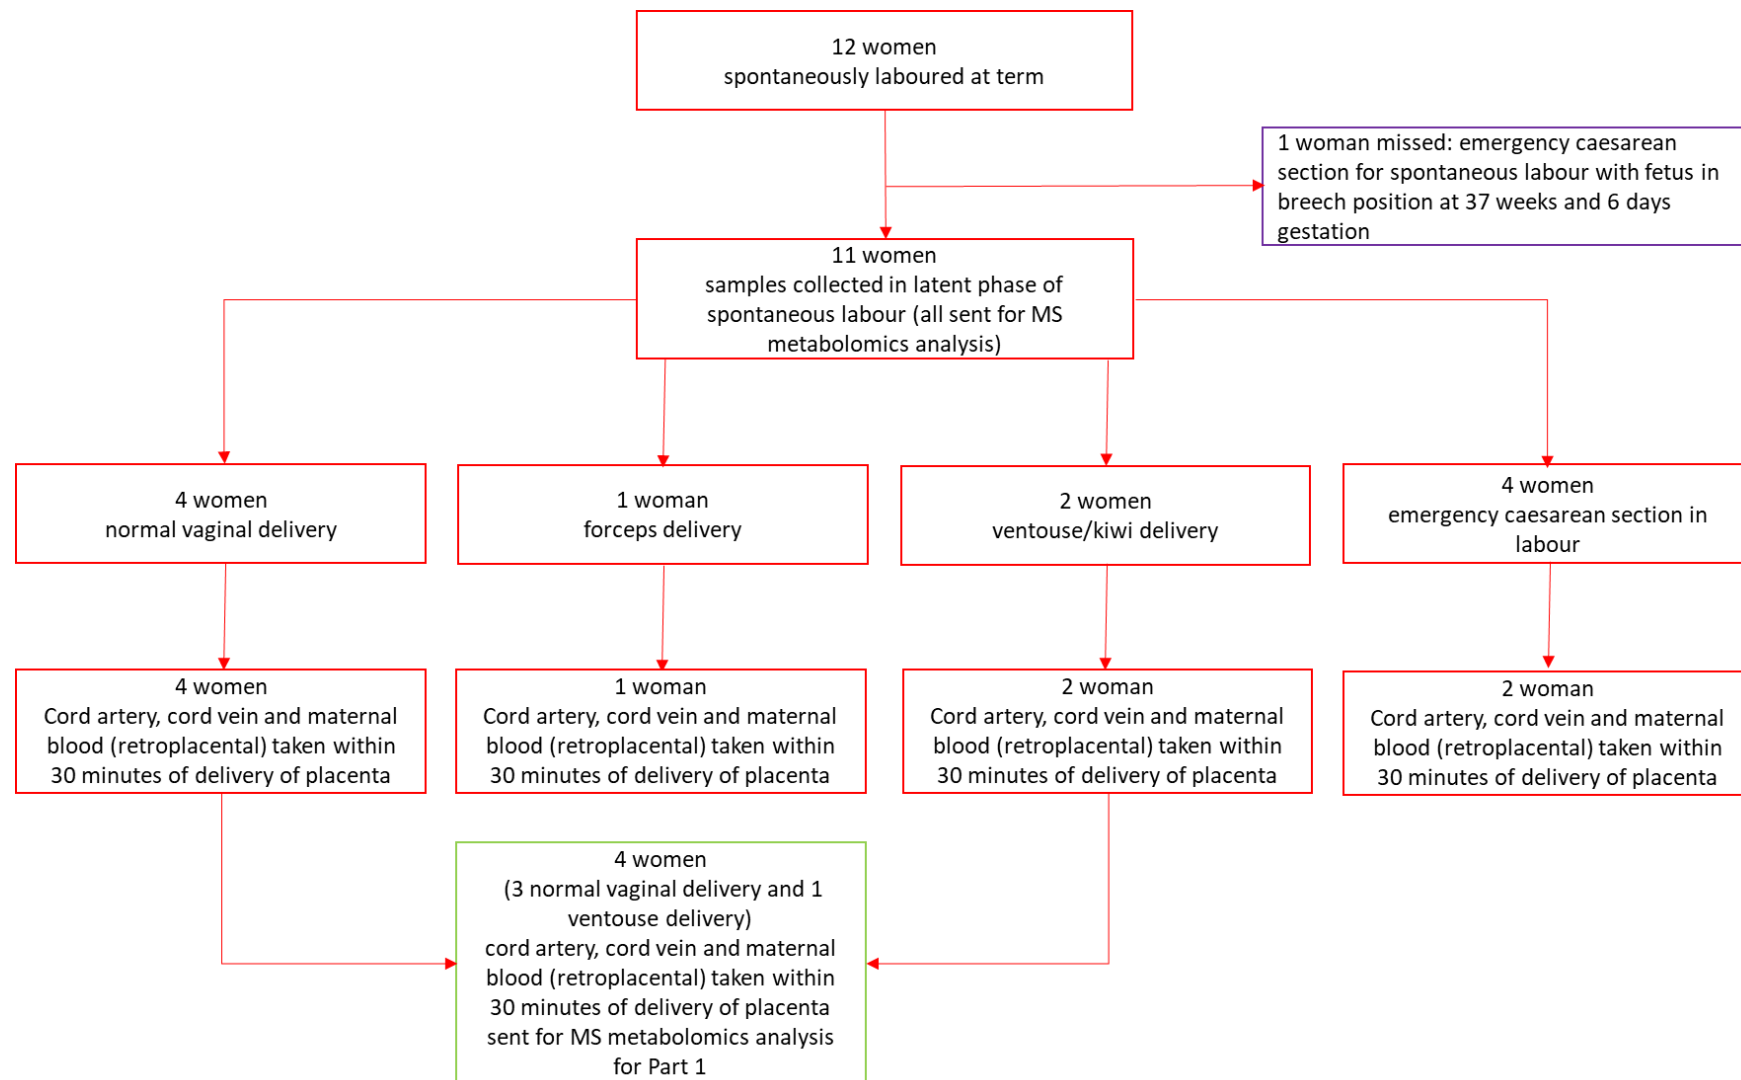 12 women
spontaneously laboured at term
1 woman missed: emergency caesarean
section for spontaneous labour with fetus in
breech position at 37 weeks and 6 days
gestation
11 women
samples collected in latent phase of
spontaneous labour (all sent for MS
metabolomics analysis)
4 women
normal vaginal delivery
1 woman
forceps delivery
2 women
ventouse/kiwi delivery
4 women
emergency caesarean section in
labour
4 women
Cord artery, cord vein and maternal
blood (retroplacental) taken within
30 minutes of delivery of placenta
1 woman
Cord artery, cord vein and maternal
blood (retroplacental) taken within
30 minutes of delivery of placenta
2 women
Cord artery, cord vein and maternal
blood (retroplacental) taken within
30 minutes of delivery of placenta
2 woman
Cord artery, cord vein and maternal
blood (retroplacental) taken within
30 minutes of delivery of placenta
4 women
(3 normal vaginal delivery and 1
ventouse delivery)
cord artery, cord vein and maternal
blood (retroplacental) taken within
30 minutes of delivery of placenta
sent for MS metabolomics analysis
for Part 1